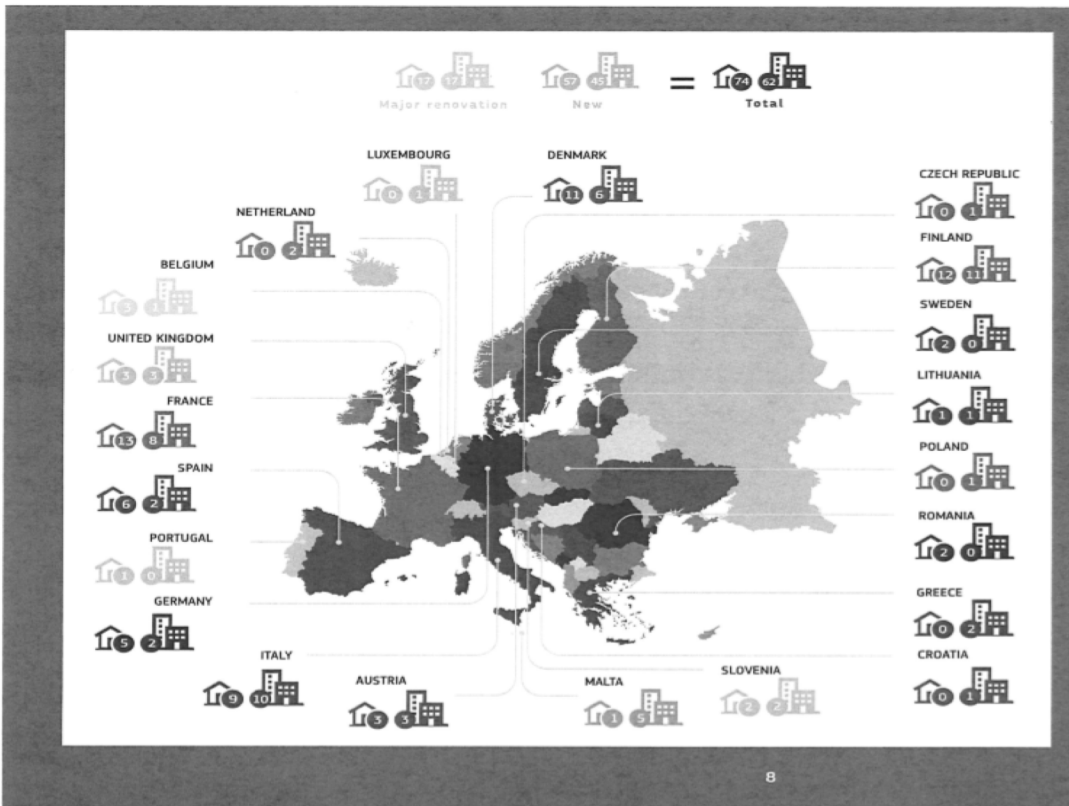 17 17 57 45 = 74 62
Major renovation New Total
LUXEMBOURG
0 1
DENMARK
11 6
CZECH REPUBLIC
0 1
NETHERLAND
0 2
FINLAND
12 11
BELGIUM
3 1
SWEDEN
2 0
UNITED KINGDOM
3 3
LITHUANIA
1 1
FRANCE
13 8
POLAND
0 1
SPAIN
6 2
ROMANIA
2 0
PORTUGAL
1 0
GREECE
0 2
GERMANY
5 2
CROATIA
0 1
ITALY
9 10
AUSTRIA
3 3
MALTA
1 5
SLOVENIA
2 2
8